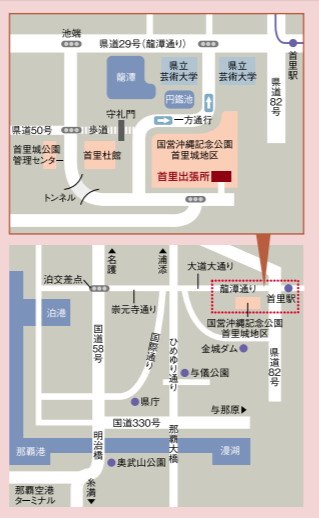 池端
県道29号(龍潭通り)
首里駅
龍潭
県立
芸術大学
県立
芸術大学
県道82号
円鑑池
守礼門
一方通行
県道50号
歩道
首里城公園
管理センター
首里杜館
国営沖縄記念公園
首里城地区
首里出張所
トンネル
▲名護
▲浦添
大道大通り
泊交差点
龍潭通り
首里駅
崇元寺通り
泊港
国道58号
国際通り
ひめゆり通り
国営沖縄記念公園
首里城地区
金城ダム
県道82号
与儀公園
県庁
与那原▶
国道330号
那覇港
明治橋
那覇大橋
漫湖
奥武山公園
那覇空港
ターミナル
糸満▼